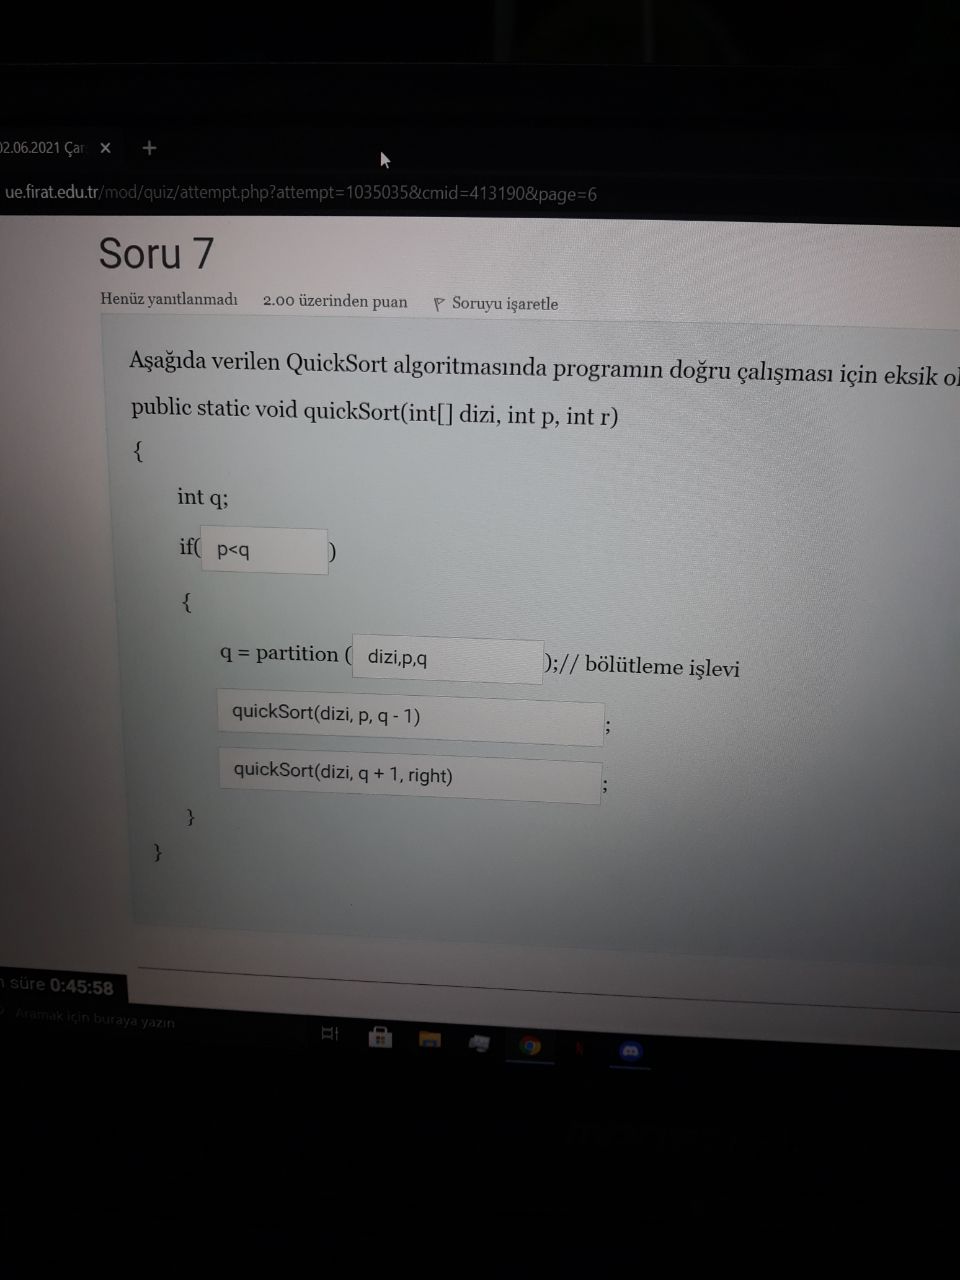 02.06.2021 Çar
ue.firat.edu.tr/mod/quiz/attempt.php?attempt=1035035&cmid=413190&page=6
Soru 7
Henüz yanıtlanmadı 2.00 üzerinden puan Soruyu işaretle
Aşağıda verilen QuickSort algoritmasında programın doğru çalışması için eksik ol
public static void quickSort(int[] dizi, int p, int r)
{
int q;
if( p<q )
{
q = partition ( dizi,p,q );// bölütleme işlevi
quickSort(dizi, p, q - 1) ;
quickSort(dizi, q + 1, right) ;
}
}
süre 0:45:58
Aramak için buraya yazın